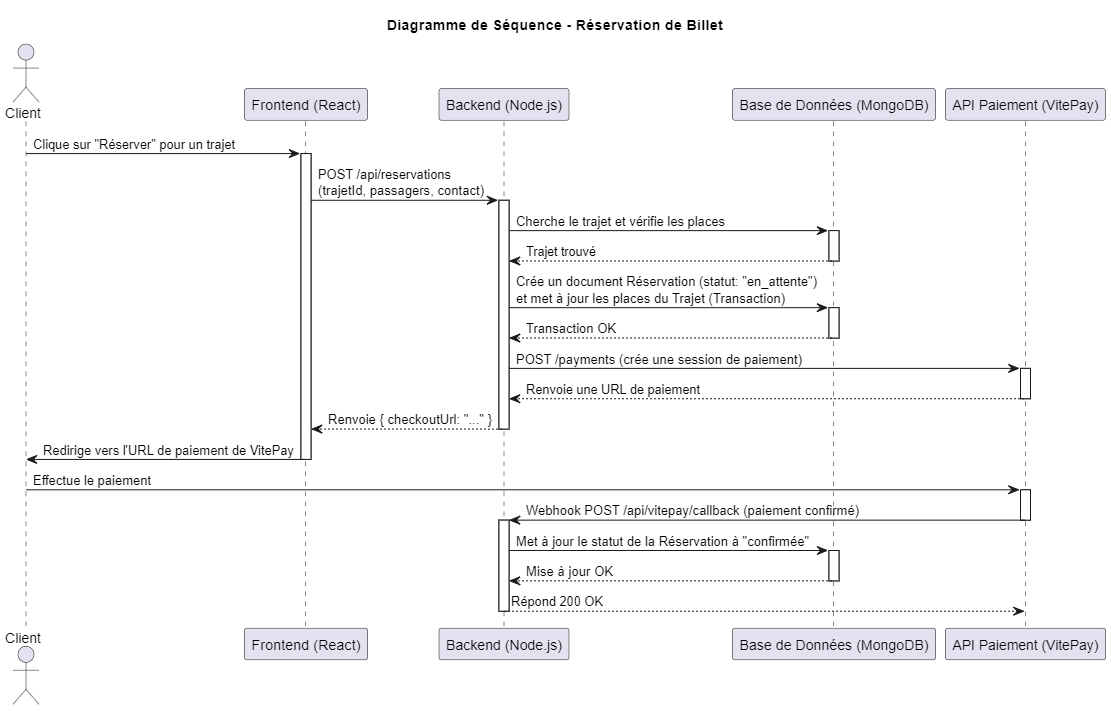 Diagramme de Séquence - Réservation de Billet
Client
Frontend (React)
Backend (Node.js)
Base de Données (MongoDB)
API Paiement (VitePay)
Clique sur "Réserver" pour un trajet
POST /api/reservations
(trajetId, passagers, contact)
Cherche le trajet et vérifie les places
Trajet trouvé
Crée un document Réservation (statut: "en_attente")
et met à jour les places du Trajet (Transaction)
Transaction OK
POST /payments (crée une session de paiement)
Renvoie une URL de paiement
Renvoie { checkoutUrl: "..." }
Redirige vers l'URL de paiement de VitePay
Effectue le paiement
Webhook POST /api/vitepay/callback (paiement confirmé)
Met à jour le statut de la Réservation à "confirmée"
Mise à jour OK
Répond 200 OK
Client
Frontend (React)
Backend (Node.js)
Base de Données (MongoDB)
API Paiement (VitePay)